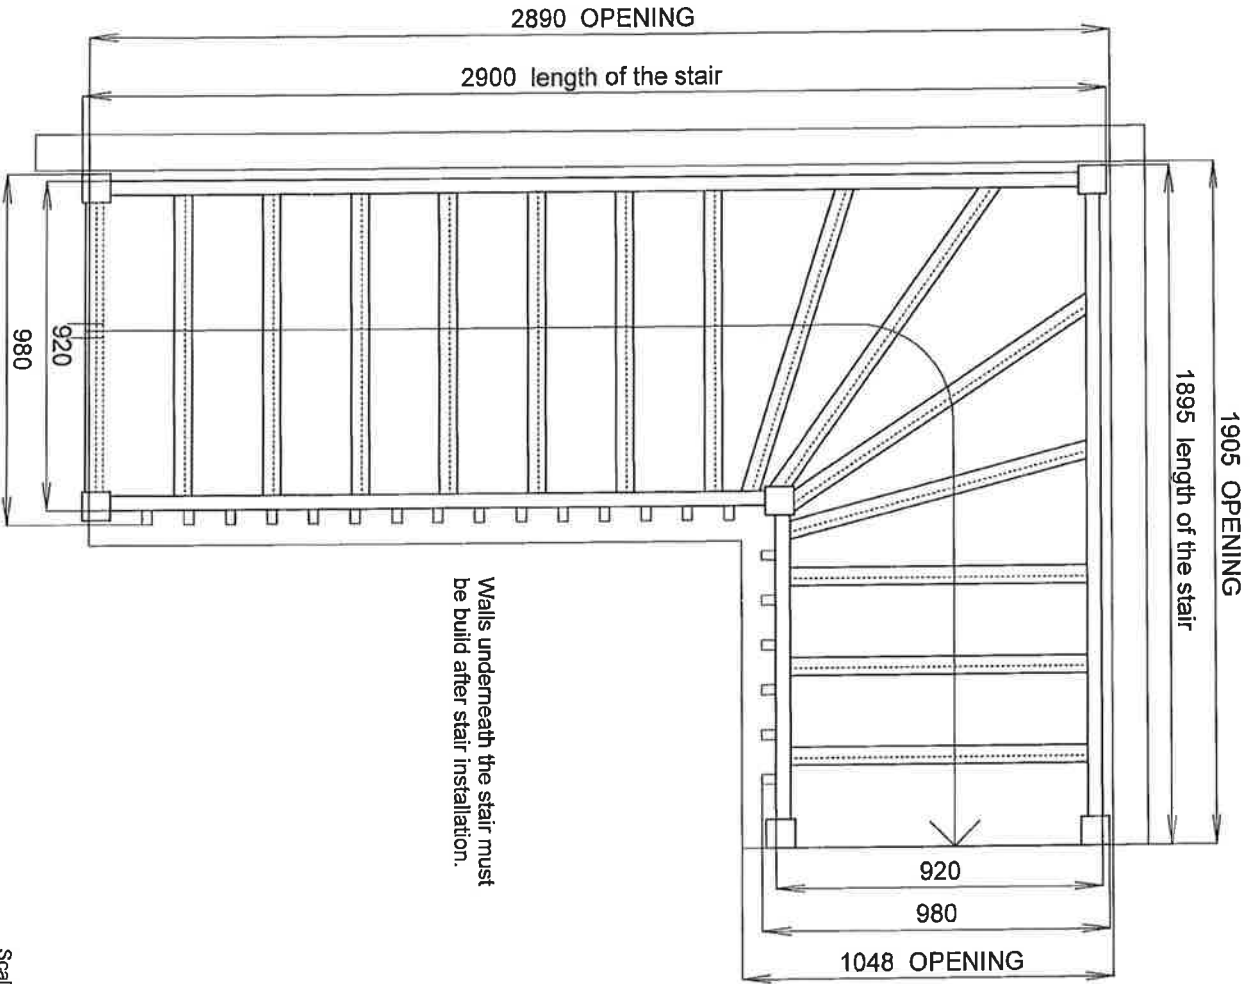 2890 OPENING
2900 length of the stair
1905 OPENING
1895 length of the stair
920
980
Walls underneath the stair must
be build after stair installation.
920
980
1048 OPENING